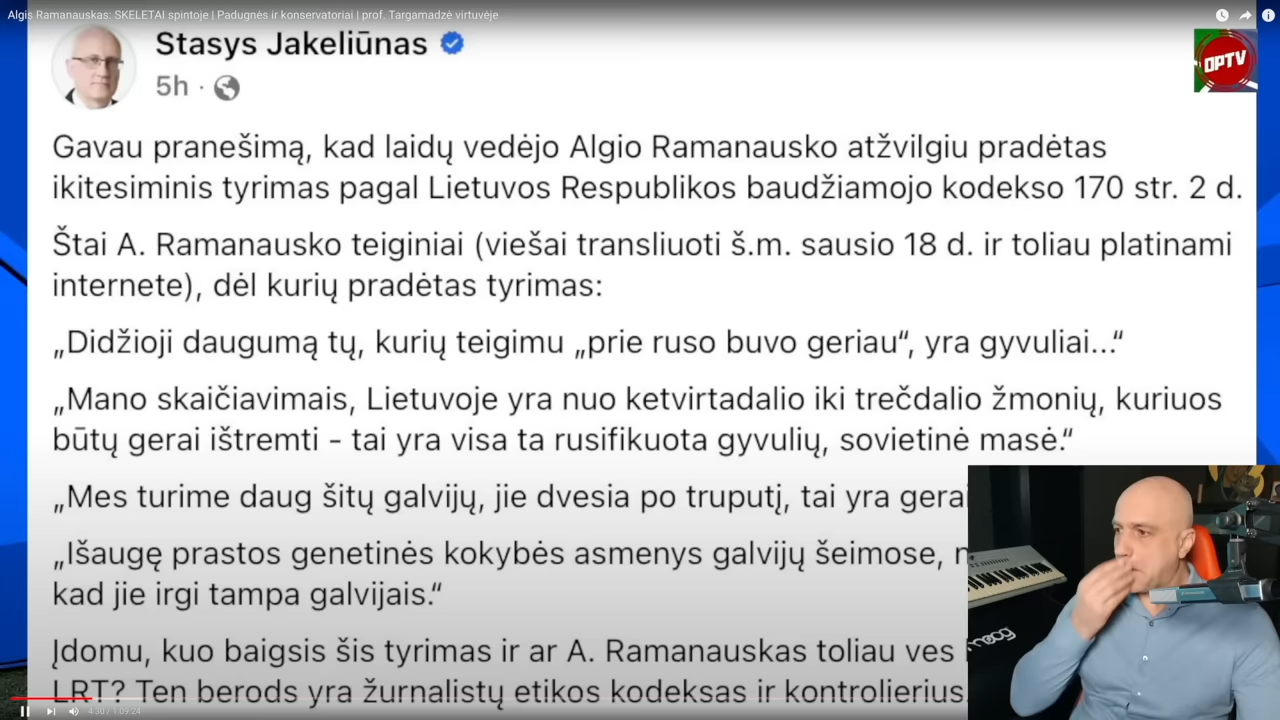 Algis Ramanauskas: SKELETAI spintoje | Padugnės ir konservatoriai | prof. Targamadzė virtuvėje
Stasys Jakeliūnas
5h ·
OPTV
Gavau pranešimą, kad laidų vedėjo Algio Ramanausko atžvilgiu pradėtas
ikitesiminis tyrimas pagal Lietuvos Respublikos baudžiamojo kodekso 170 str. 2 d.
Štai A. Ramanausko teiginiai (viešai transliuoti š.m. sausio 18 d. ir toliau platinami
internete), dėl kurių pradėtas tyrimas:
„Didžioji daugumą tų, kurių teigimu „prie ruso buvo geriau“, yra gyvuliai...“
„Mano skaičiavimais, Lietuvoje yra nuo ketvirtadalio iki trečdalio žmonių, kuriuos
būtų gerai ištremti - tai yra visa ta rusifikuota gyvulių, sovietinė masė.“
„Mes turime daug šitų galvijų, jie dvesia po truputį, tai yra gerai
„Išaugę prastos genetinės kokybės asmenys galvijų šeimose,
kad jie irgi tampa galvijais.“
Įdomu, kuo baigsis šis tyrimas ir ar A. Ramanauskas toliau ves
LRT? Ten berods yra žurnalistų etikos kodeksas ir kontrolierius.
moog
4:30 / 1:09:24